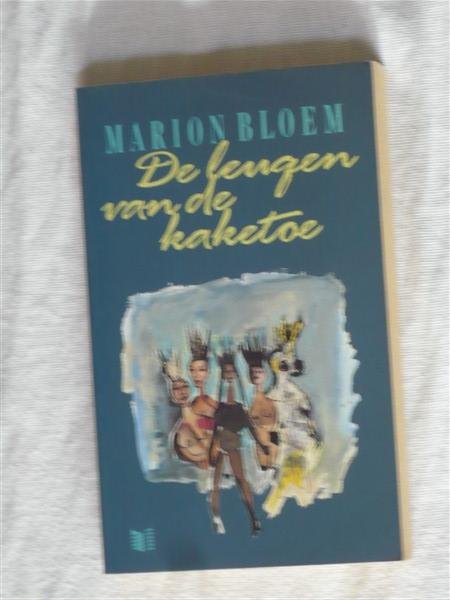 MARION BLOEM
De leugen
van de
kaketoe